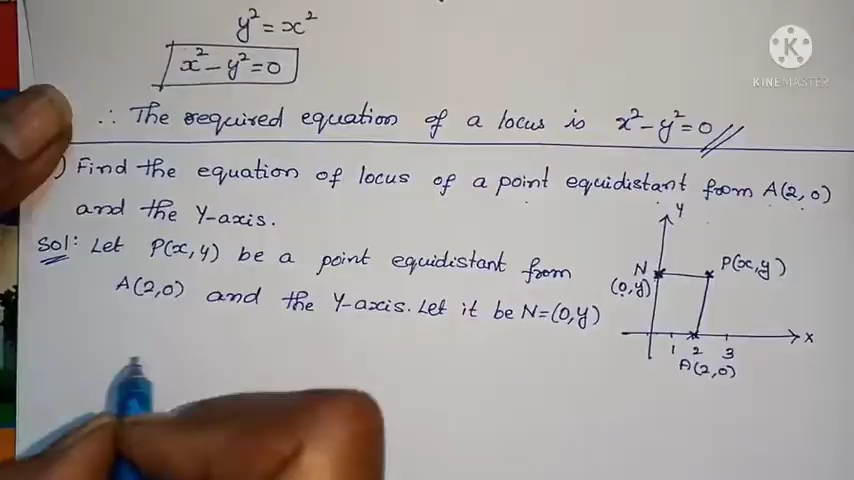 y² = x²
x² - y² = 0
K
KINEMASTER
∴ The required equation of a locus is x² - y² = 0 //
) Find the equation of locus of a point equidistant from A(2,0)
and the Y-axis.
Sol: Let P(x,y) be a point equidistant from
A(2,0) and the Y-axis. Let it be N=(0,y)
y
N
P(x,y)
(0,y)
x
1 2 3
A(2,0)